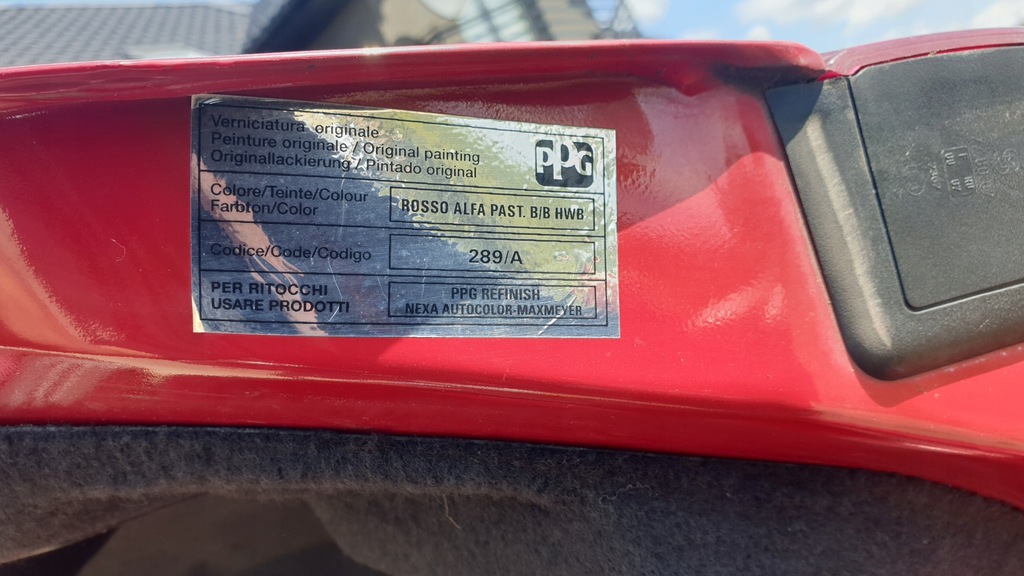 Verniciatura originale
Peinture originale / Original painting
Originallackierung / Pintado original
PPG
Colore/Teinte/Colour
Farbton/Color
ROSSO ALFA PAST. B/B HWB
Codice/Code/Codigo
289/A
PER RITOCCHI
USARE PRODOTTI
PPG REFINISH
NEXA AUTOCOLOR-MAXMEYER